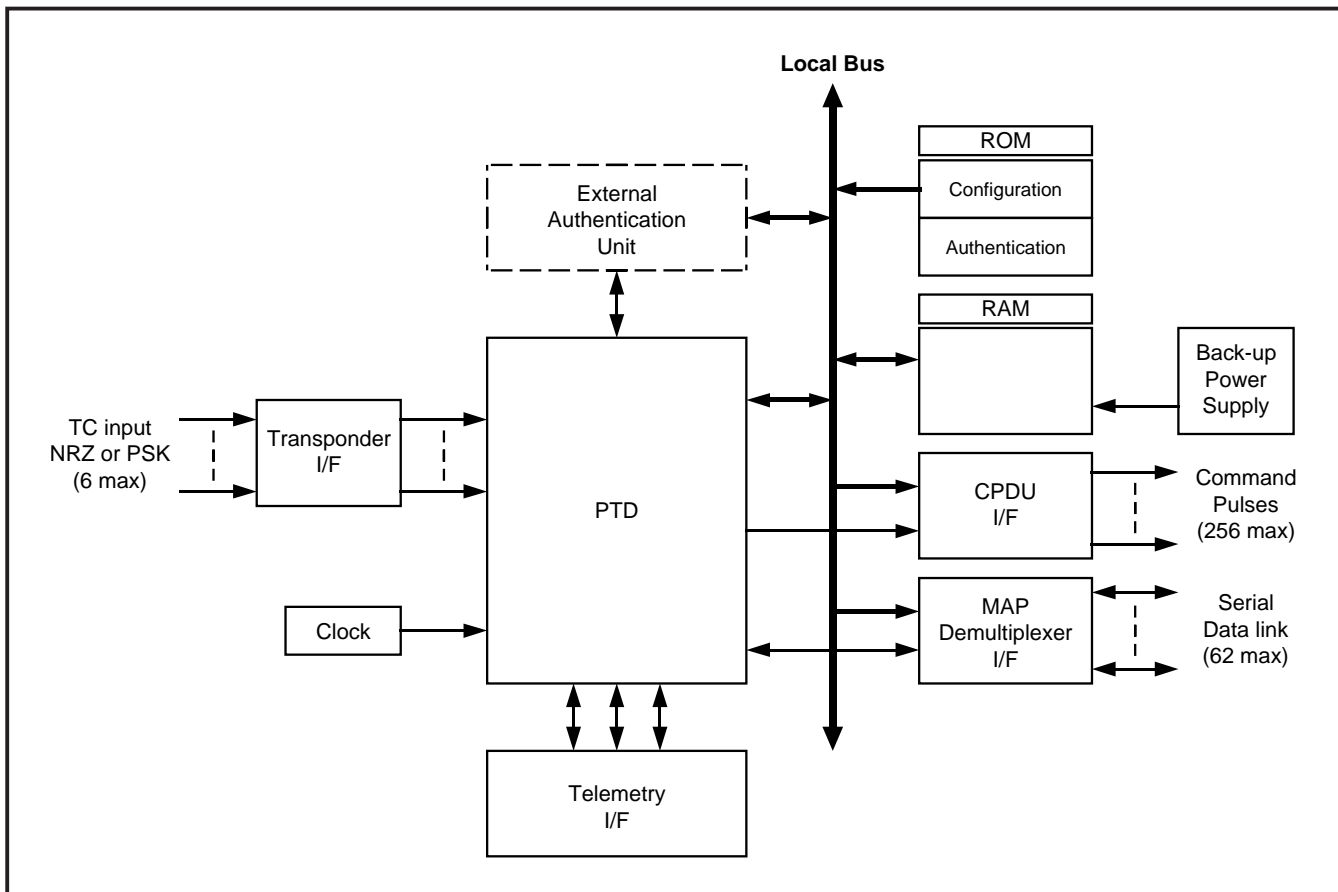 Local Bus
ROM
Configuration
Authentication
External
Authentication
Unit
RAM
Back-up
Power
Supply
TC input
NRZ or PSK
(6 max)
Transponder
I/F
PTD
CPDU
I/F
Command
Pulses
(256 max)
Clock
MAP
Demultiplexer
I/F
Serial
Data link
(62 max)
Telemetry
I/F